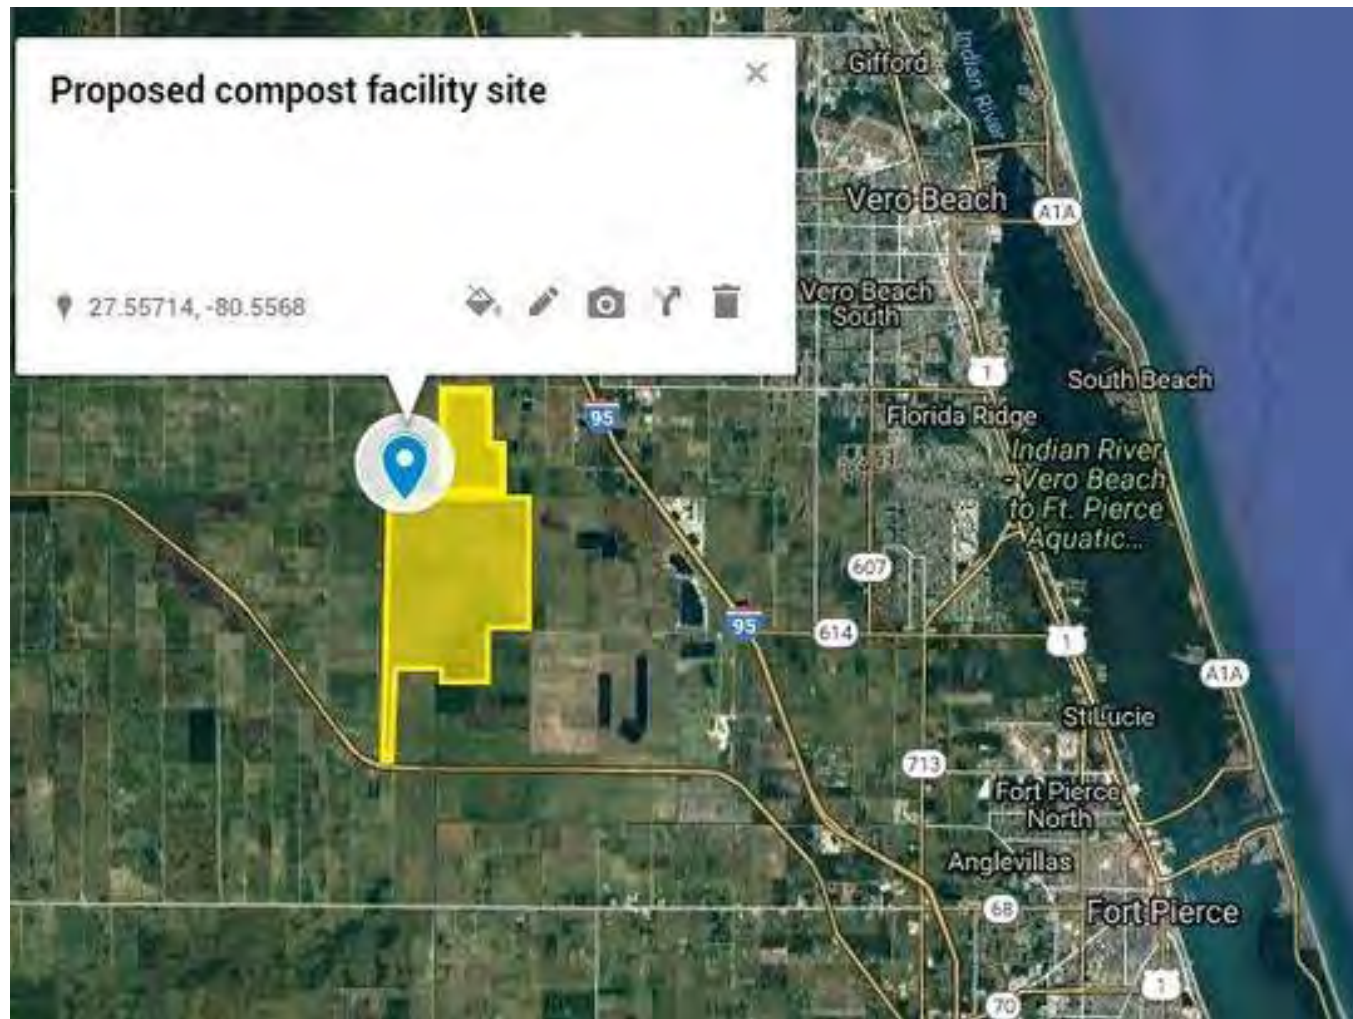 Proposed compost facility site
27.55714, -80.5568
Gifford
Indian River
Vero Beach
A1A
Vero Beach
South
1
South Beach
95
Florida Ridge
Indian River
- Vero Beach
to Ft. Pierce
Aquatic...
607
95
614
1
A1A
St Lucie
713
Fort Pierce
North
Anglevillas
68
Fort Pierce
1
70